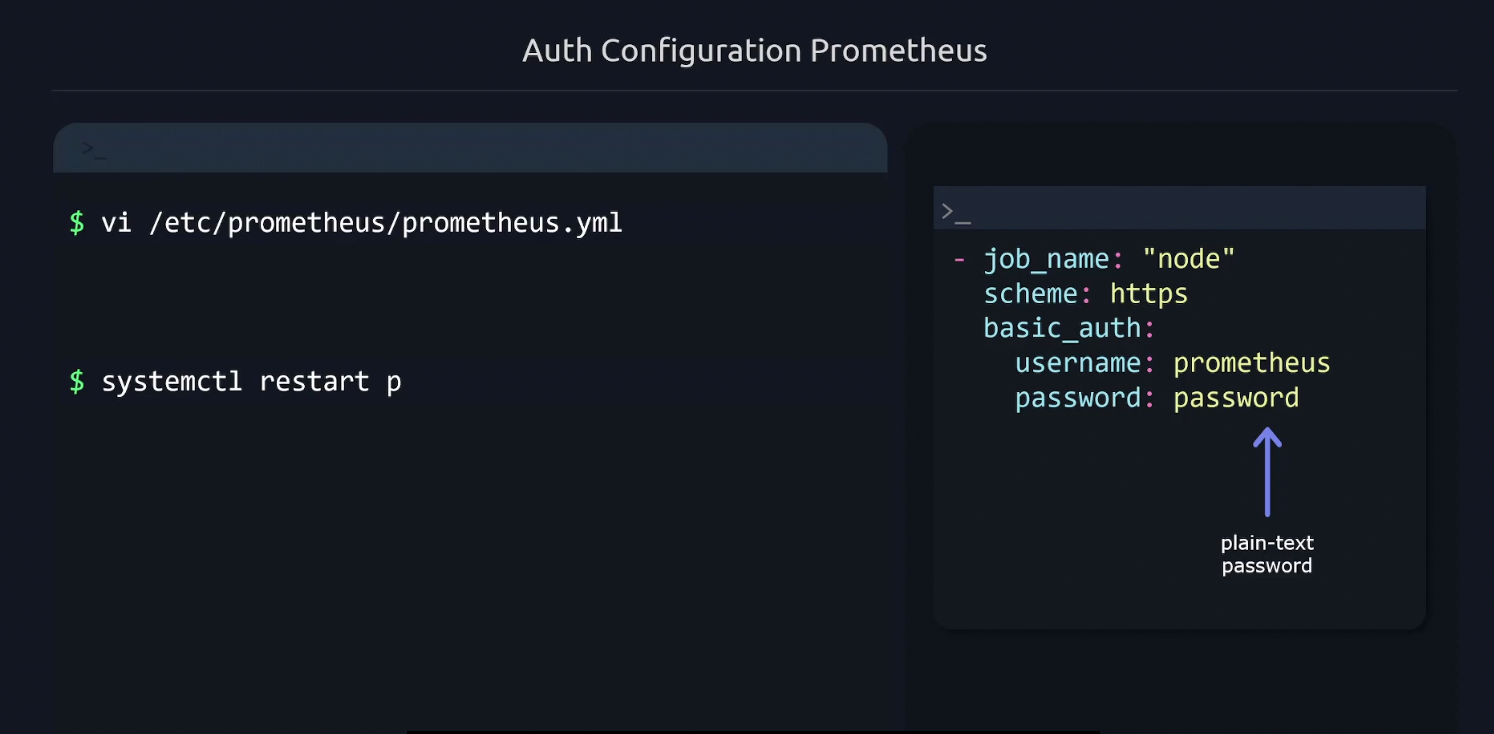 Auth Configuration Prometheus
>_
$ vi /etc/prometheus/prometheus.yml
$ systemctl restart p
>_
- job_name: "node"
scheme: https
basic_auth:
username: prometheus
password: password
plain-text
password